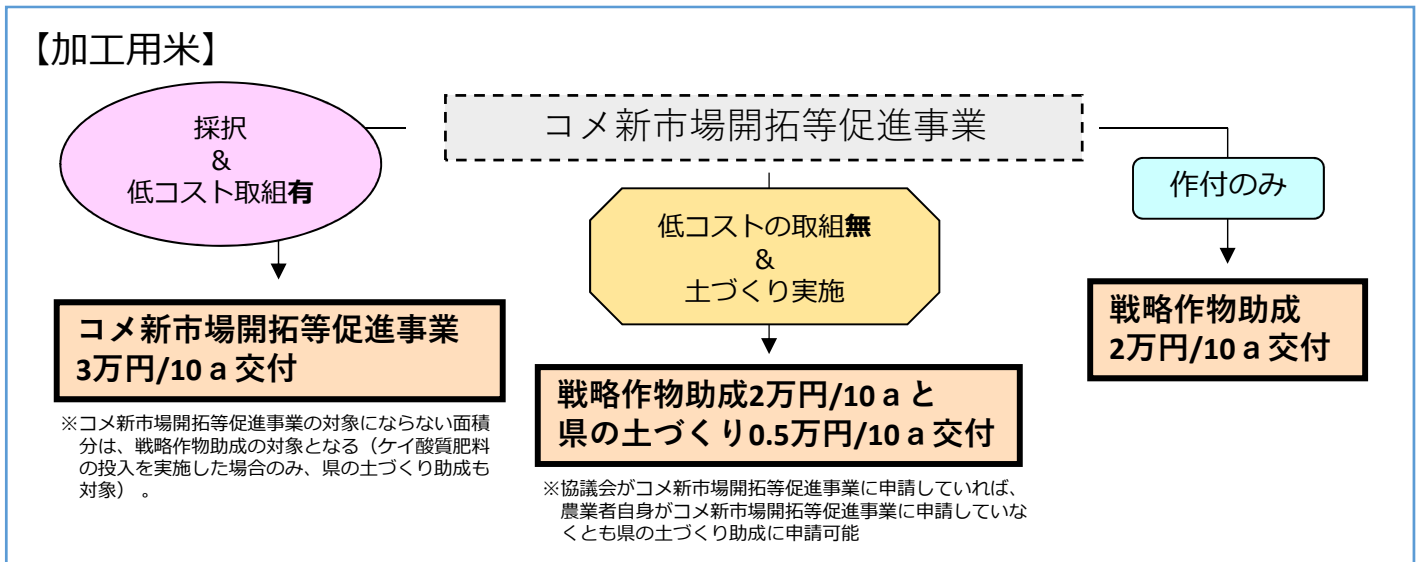 【加工用米】
コメ新市場開拓等促進事業
採択
&
低コスト取組有
コメ新市場開拓等促進事業
3万円/10ａ交付
※コメ新市場開拓等促進事業の対象にならない面積
分は、戦略作物助成の対象となる（ケイ酸質肥料
の投入を実施した場合のみ、県の土づくり助成も
対象） 。
低コストの取組無
&
土づくり実施
戦略作物助成2万円/10ａと
県の土づくり0.5万円/10ａ交付
※協議会がコメ新市場開拓等促進事業に申請していれば、
農業者自身がコメ新市場開拓等促進事業に申請していな
くとも県の土づくり助成に申請可能
作付のみ
戦略作物助成
2万円/10ａ交付